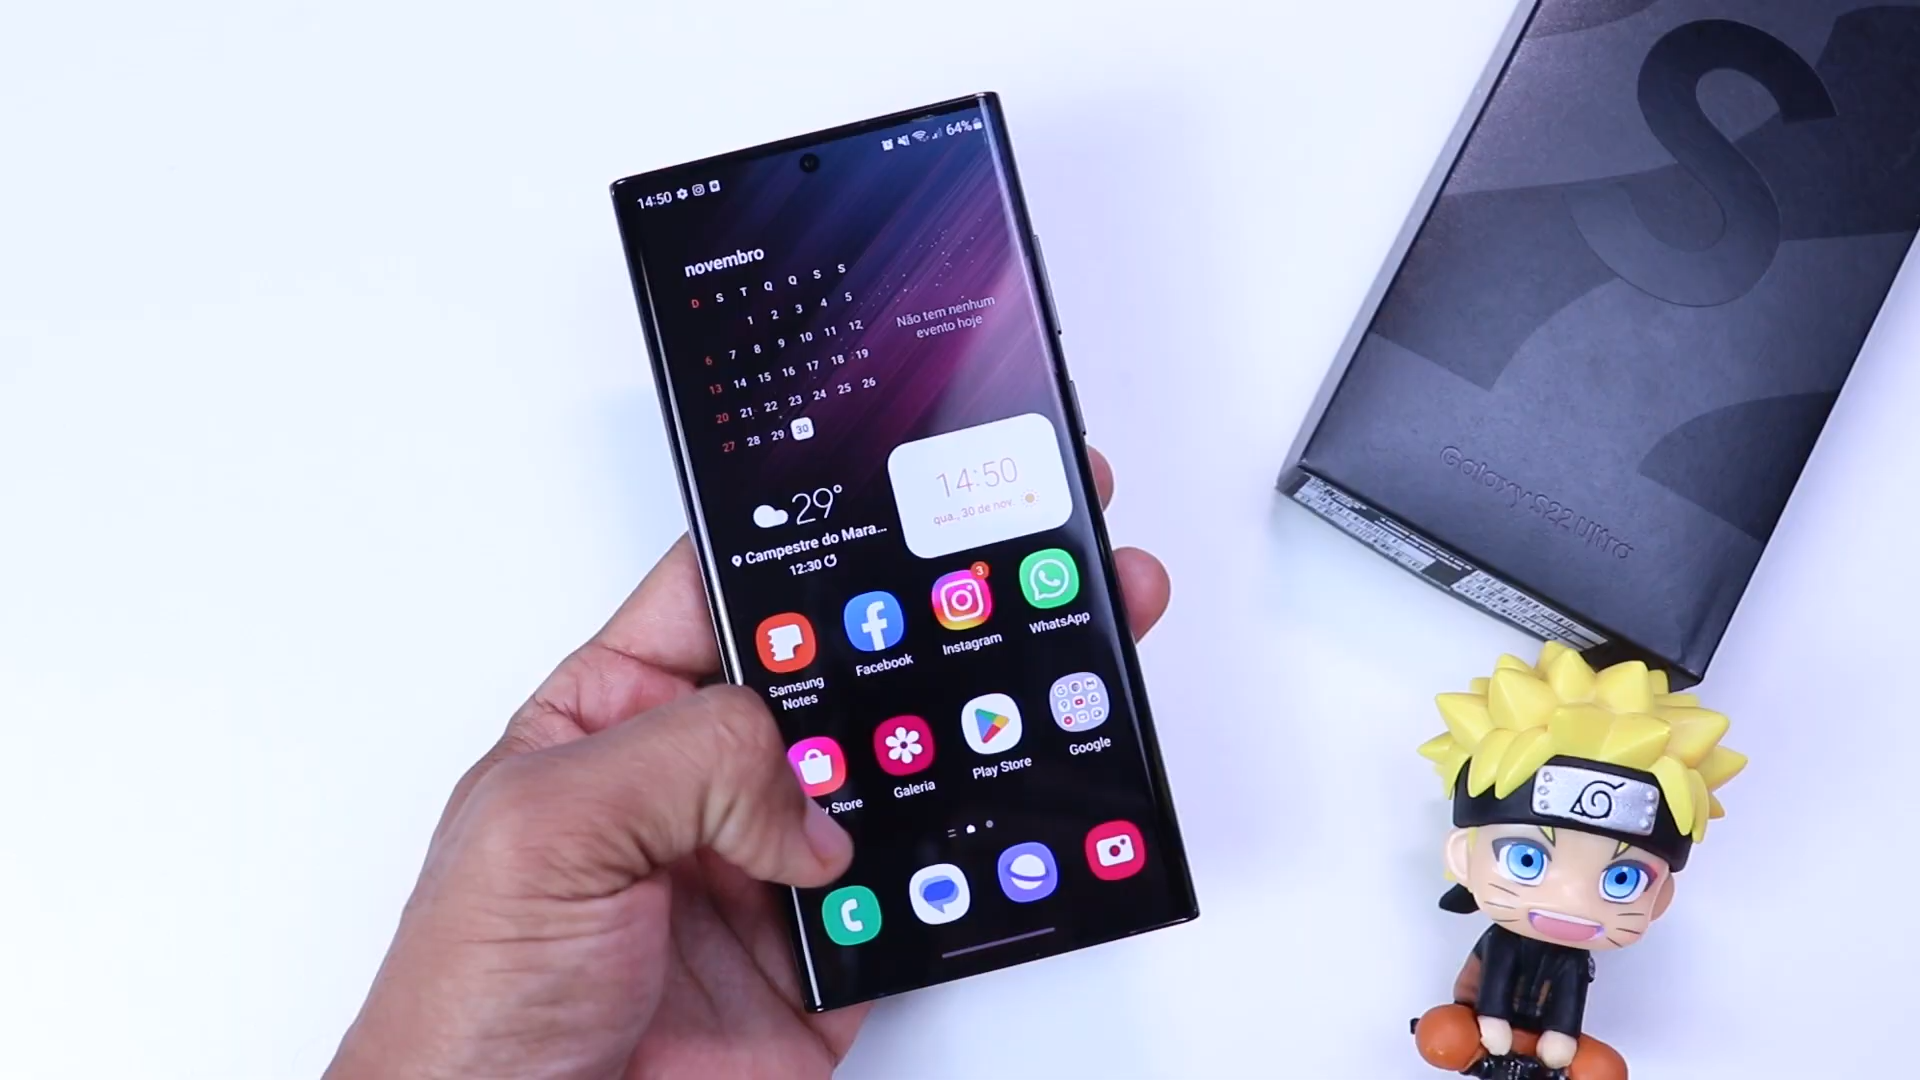 14:50
64%
novembro
D S T Q Q S S
1 2 3 4 5
6 7 8 9 10 11 12
13 14 15 16 17 18 19
20 21 22 23 24 25 26
27 28 29 30
Não tem nenhum
evento hoje
29°
Campestre do Mara...
12:30
14:50
qua., 30 de nov.
Samsung
Notes
Facebook
3
Instagram
WhatsApp
y Store
Galeria
Play Store
Google
S
Galaxy S22 Ultra